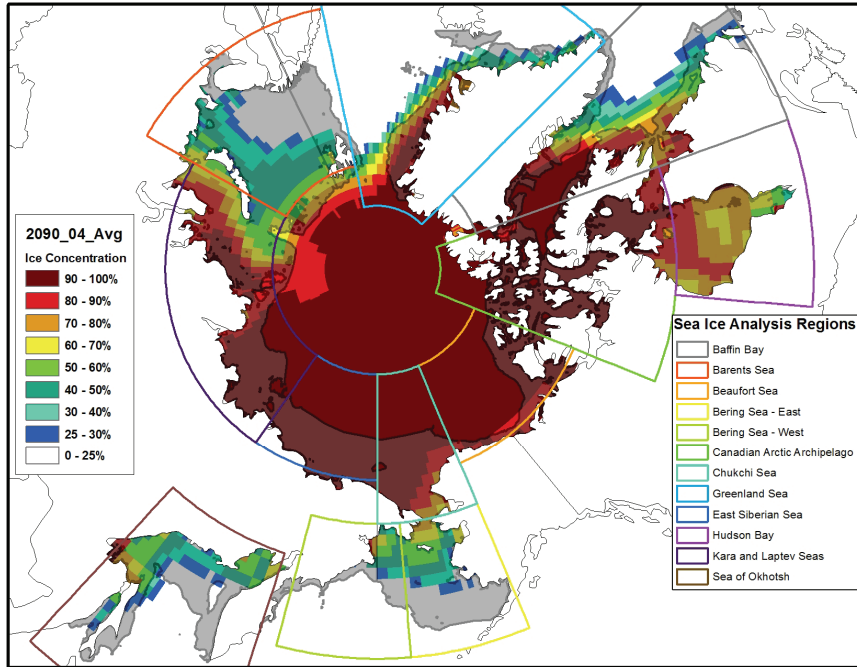 2090_04_Avg
Ice Concentration
90 - 100%
80 - 90%
70 - 80%
60 - 70%
50 - 60%
40 - 50%
30 - 40%
25 - 30%
0 - 25%
Sea Ice Analysis Regions
Baffin Bay
Barents Sea
Beaufort Sea
Bering Sea - East
Bering Sea - West
Canadian Arctic Archipelago
Chukchi Sea
Greenland Sea
East Siberian Sea
Hudson Bay
Kara and Laptev Seas
Sea of Okhotsh